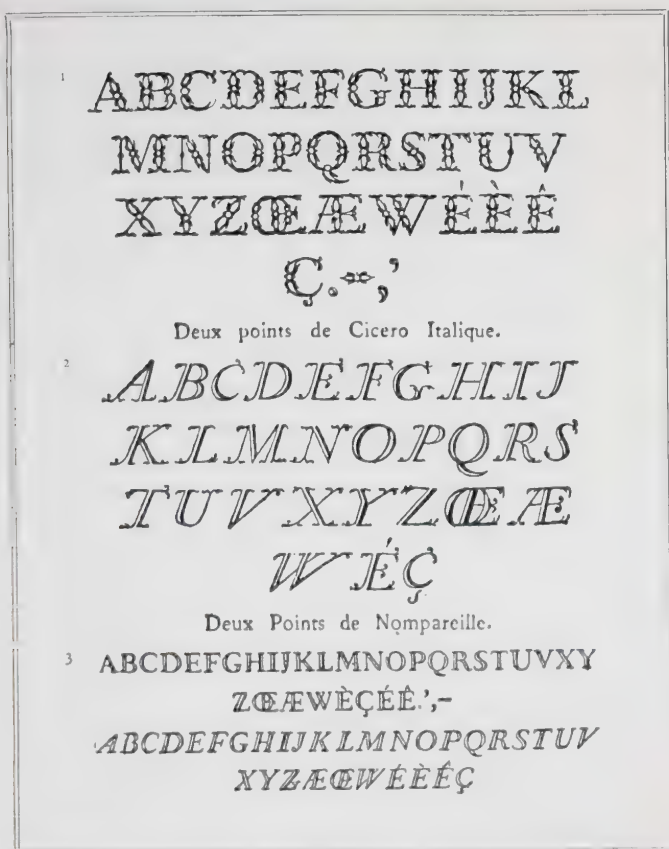 1 ABCDEFGHIJKL
MNOPQRSTUV
XYZŒÆWÉÈÊ
Ç.-,’
Deux points de Cicero Italique.
2 ABCDEFGHIJ
KLMNOPQRS
TUVXYZŒÆ
WÉÇ
Deux Points de Nompareille.
3 ABCDEFGHIJKLMNOPQRSTUVXY
ZŒÆWÈÇÉÊ.’,-
ABCDEFGHIJKLMNOPQRSTUV
XYZÆŒWÉÈÊÇ